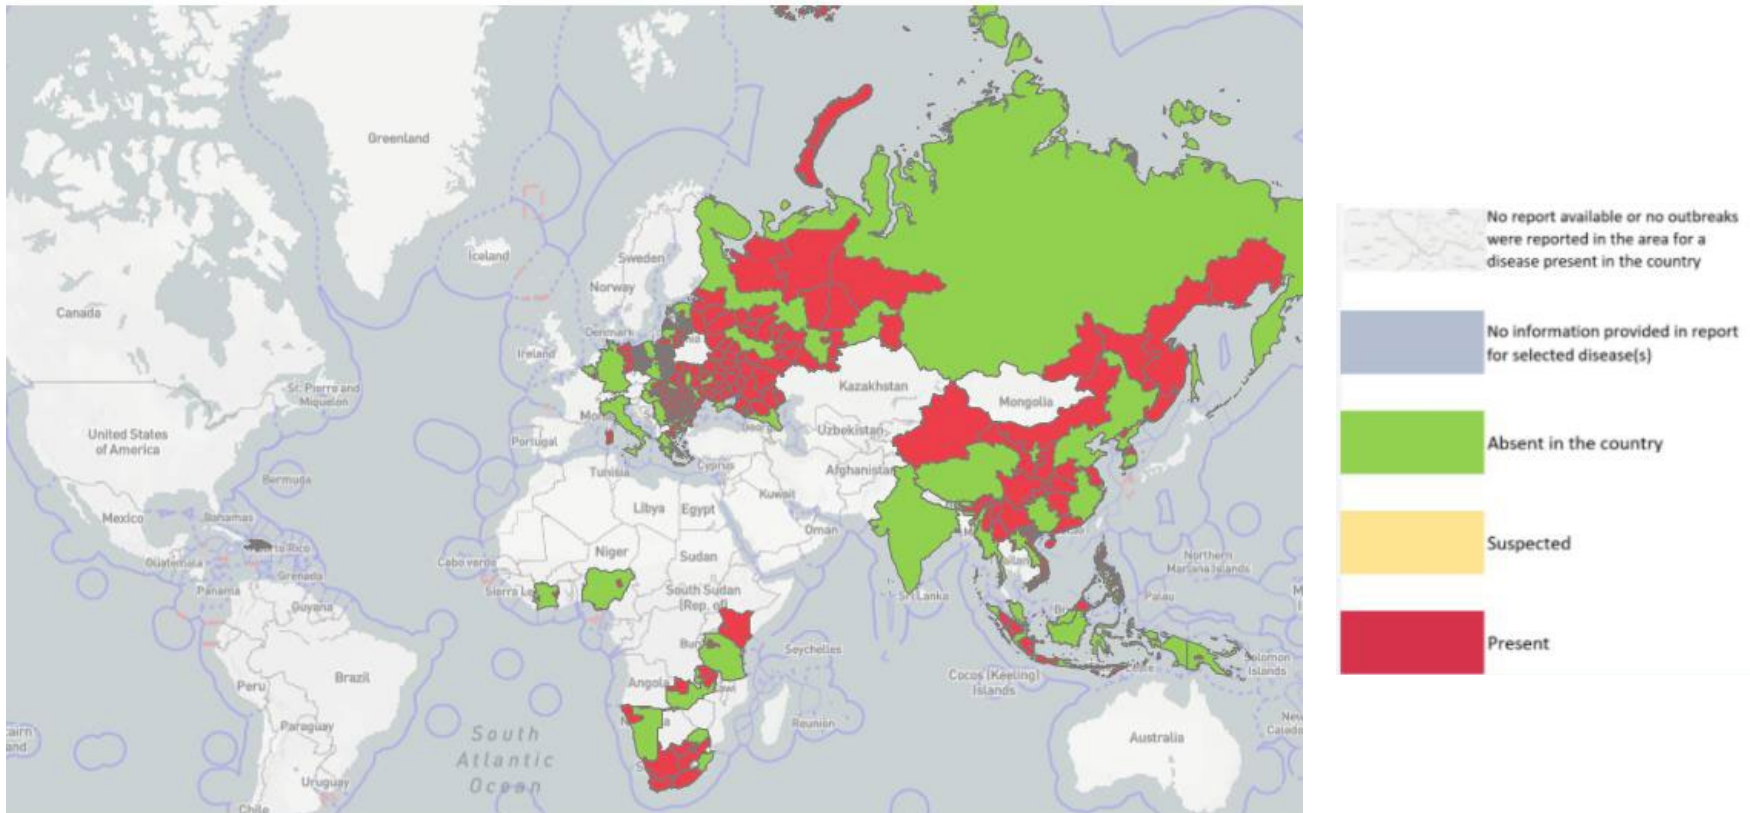 Greenland
Iceland
Sweden
Norway
Canada
Denmark
Ireland
St. Pierre and
Miquelon
Kazakhstan
Mongolia
United States
of America
Portugal
Uzbekistan
Tunisia
Cyprus
Afghanistan
Bermuda
Kuwait
Mexico
Bahamas
Libya
Egypt
Oman
Guatemala
Niger
Sudan
Cabo verde
Northern
Mariana Islands
Grenada
Panama
South Sudan
(Rep. of)
Sri Lanka
Palau
Guyana
Seychelles
Solomon
Islands
Peru
Brazil
Angola
Cocos (Keeling)
Islands
Reunion
Paraguay
South
Atlantic
Ocean
Australia
Uruguay
Chile
No report available or no outbreaks
were reported in the area for a
disease present in the country
No information provided in report
for selected disease(s)
Absent in the country
Suspected
Present